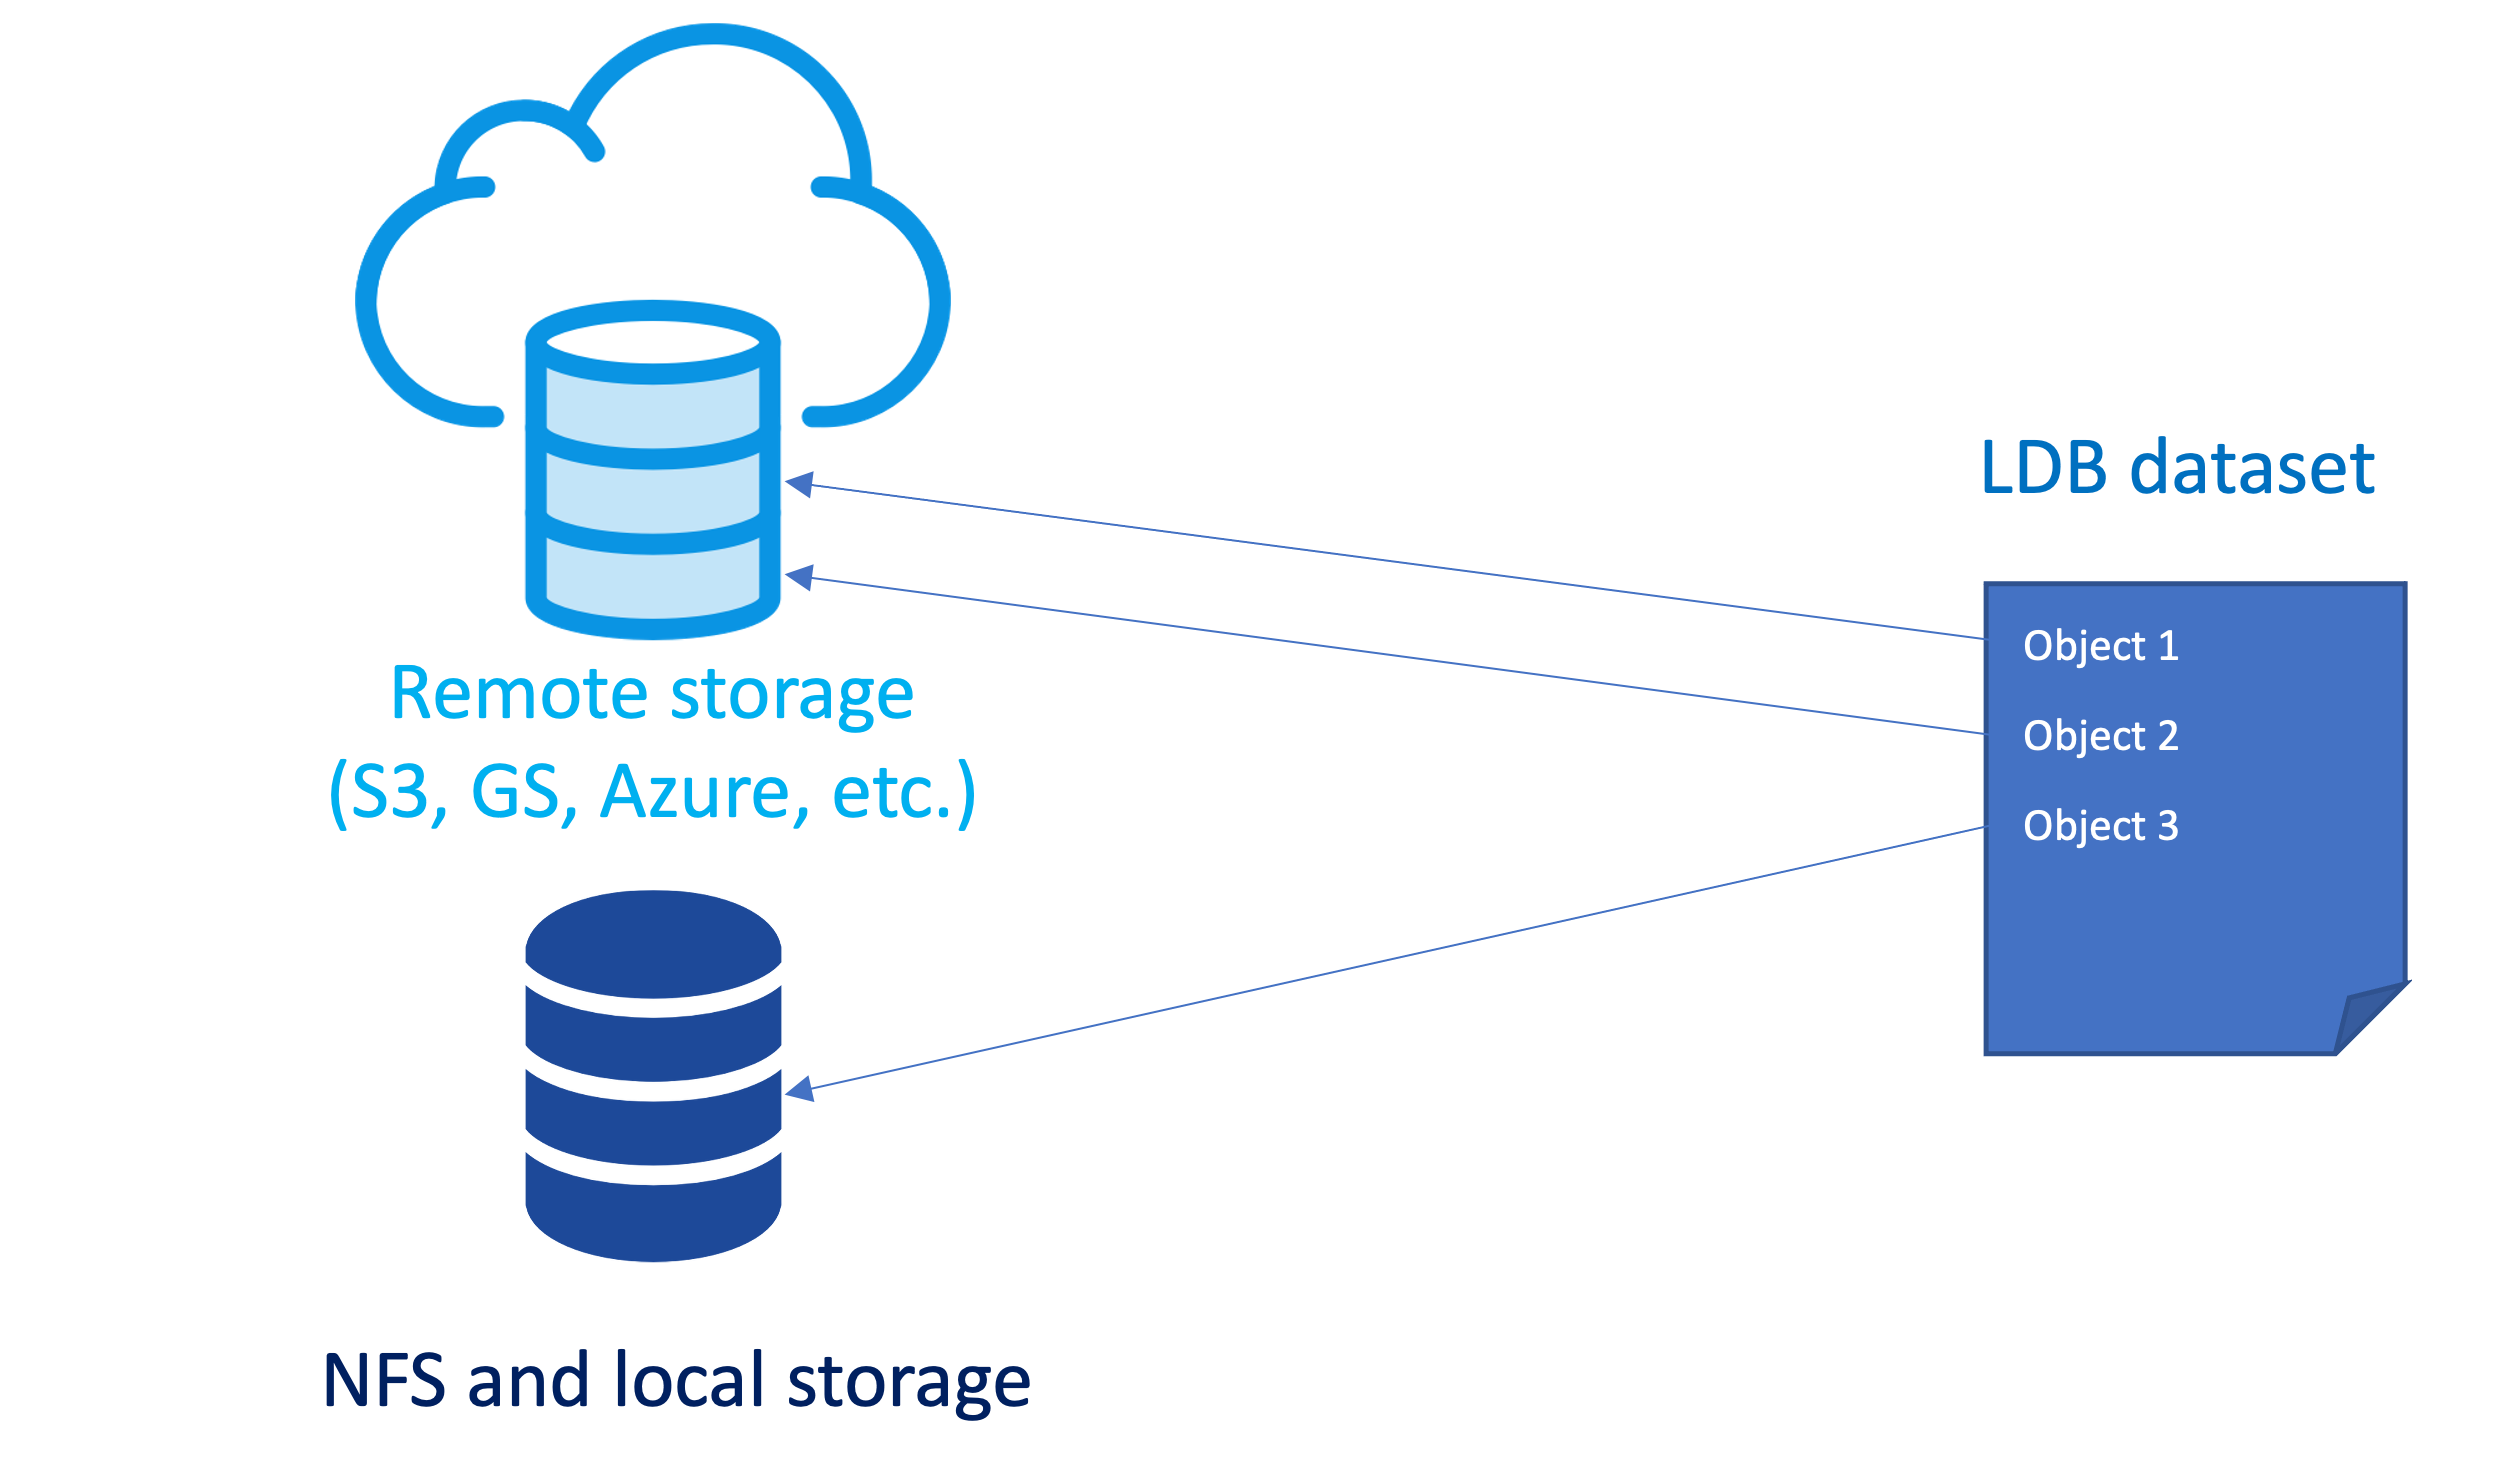 Remote storage
(S3, GS, Azure, etc.)
NFS and local storage
LDB dataset
Object 1
Object 2
Object 3